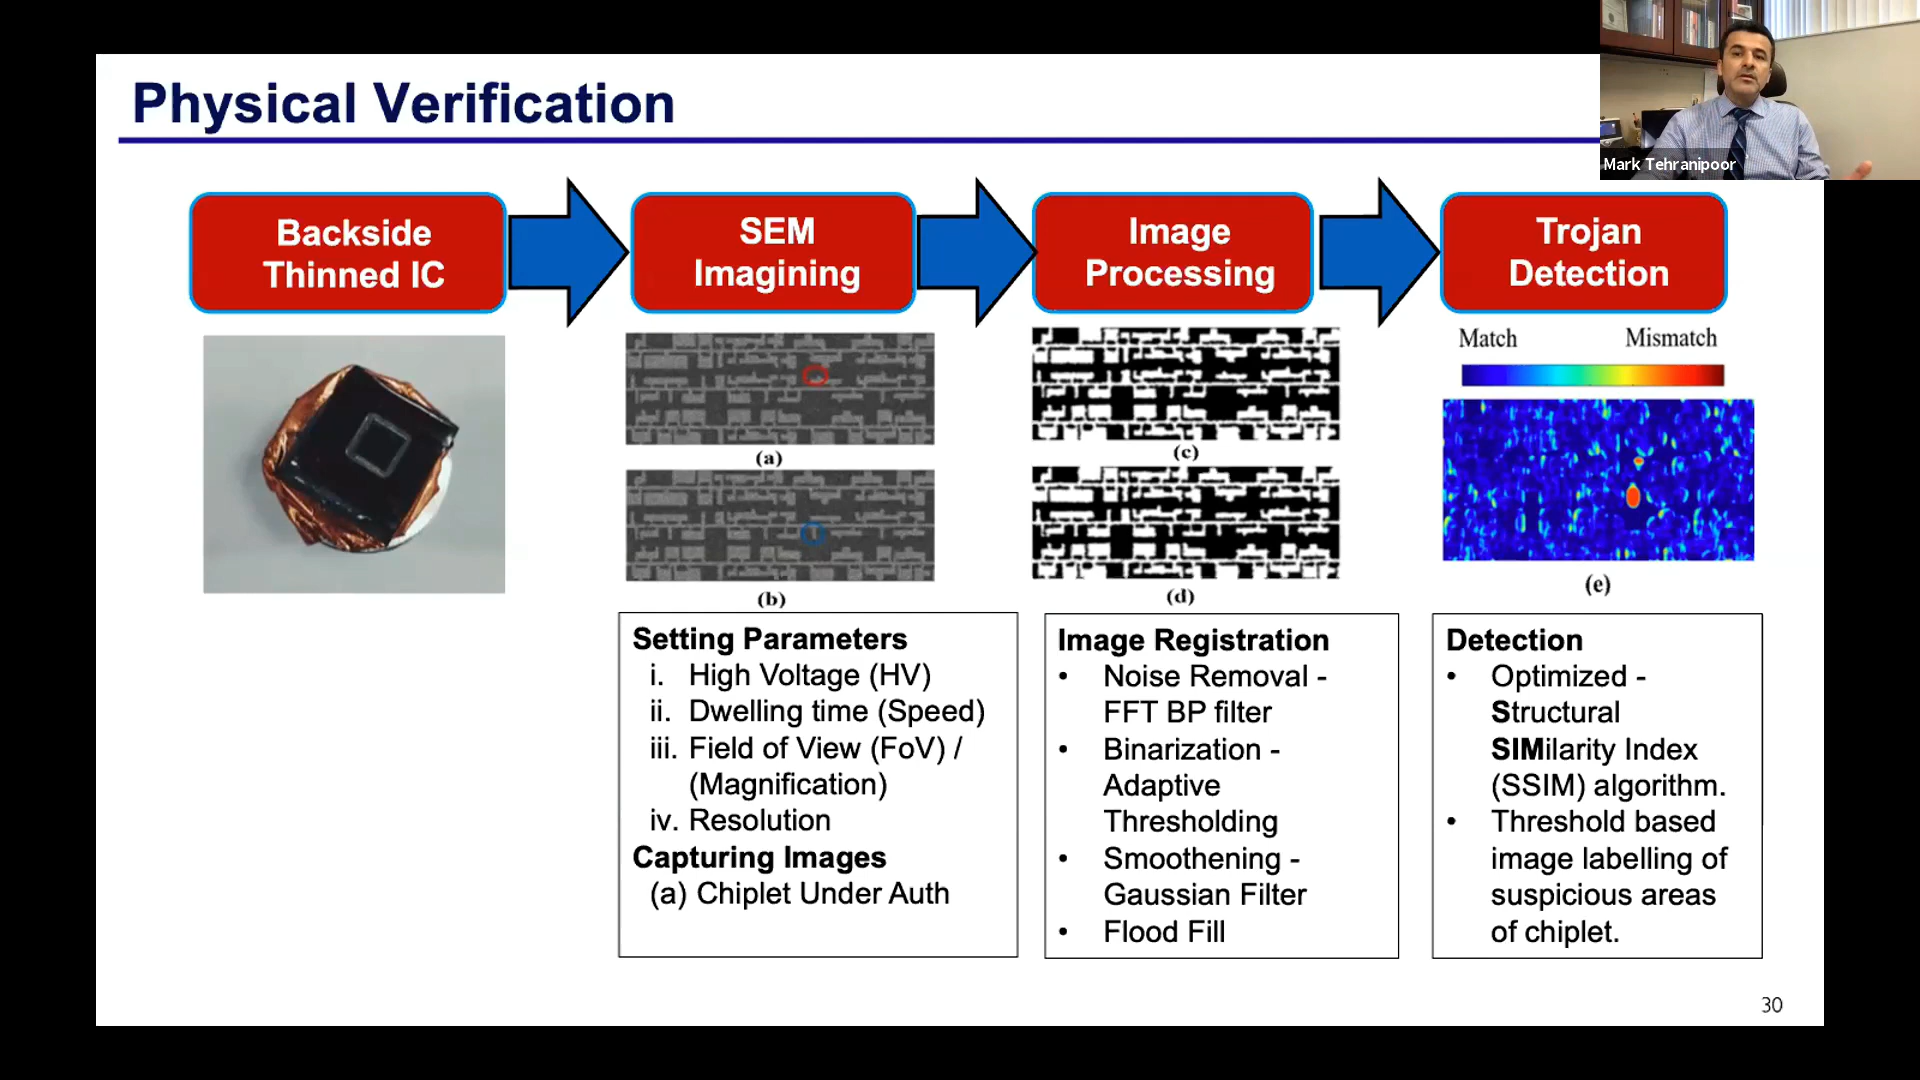 Physical Verification
Mark Tehranipoor
Backside
Thinned IC
SEM
Imagining
Image
Processing
Trojan
Detection
Match Mismatch
(a)
(b)
(c)
(d)
(e)
Setting Parameters
i. High Voltage (HV)
ii. Dwelling time (Speed)
iii. Field of View (FoV) /
(Magnification)
iv. Resolution
Capturing Images
(a) Chiplet Under Auth
Image Registration
• Noise Removal -
FFT BP filter
• Binarization -
Adaptive
Thresholding
• Smoothening -
Gaussian Filter
• Flood Fill
Detection
• Optimized -
Structural
SIMilarity Index
(SSIM) algorithm.
• Threshold based
image labelling of
suspicious areas
of chiplet.
30